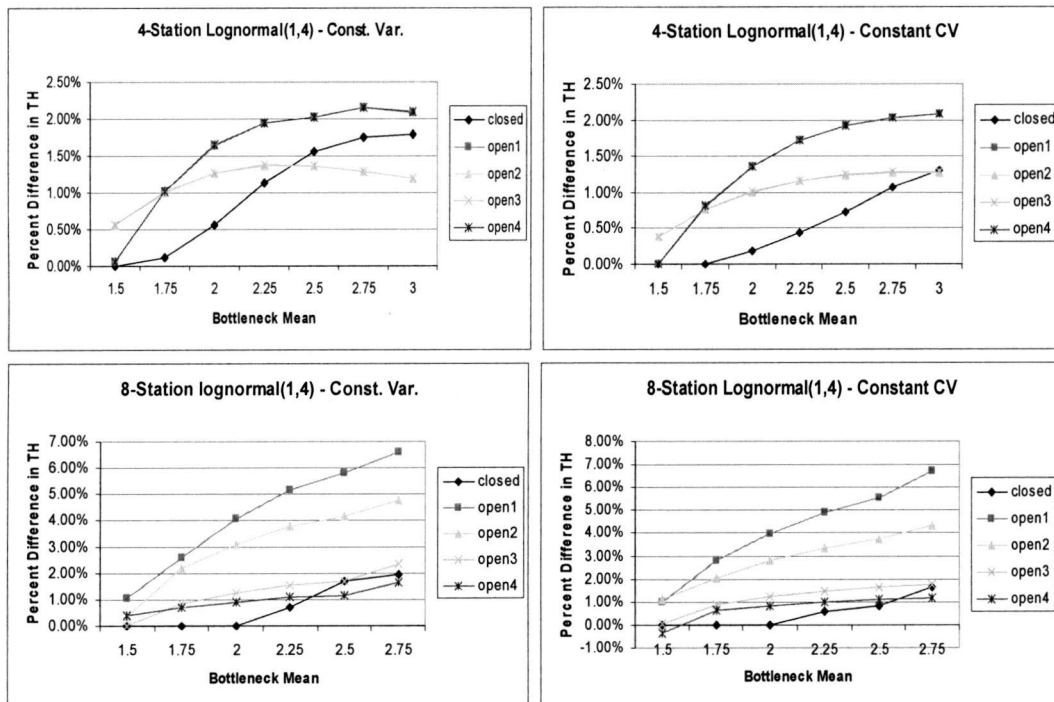 4-Station Lognormal(1,4) - Const. Var.
Percent Difference in TH
2.50%
2.00%
1.50%
1.00%
0.50%
0.00%
1.5 1.75 2 2.25 2.5 2.75 3
Bottleneck Mean
closed
open1
open2
open3
open4
4-Station Lognormal(1,4) - Constant CV
Percent Difference in TH
2.50%
2.00%
1.50%
1.00%
0.50%
0.00%
1.5 1.75 2 2.25 2.5 2.75 3
Bottleneck Mean
closed
open1
open2
open3
open4
8-Station lognormal(1,4) - Const. Var.
Percent Difference in TH
7.00%
6.00%
5.00%
4.00%
3.00%
2.00%
1.00%
0.00%
1.5 1.75 2 2.25 2.5 2.75
Bottleneck Mean
closed
open1
open2
open3
open4
8-Station Lognormal(1,4) - Constant CV
Percent Difference in TH
8.00%
7.00%
6.00%
5.00%
4.00%
3.00%
2.00%
1.00%
0.00%
-1.00%
1.5 1.75 2 2.25 2.5 2.75
Bottleneck Mean
closed
open1
open2
open3
open4